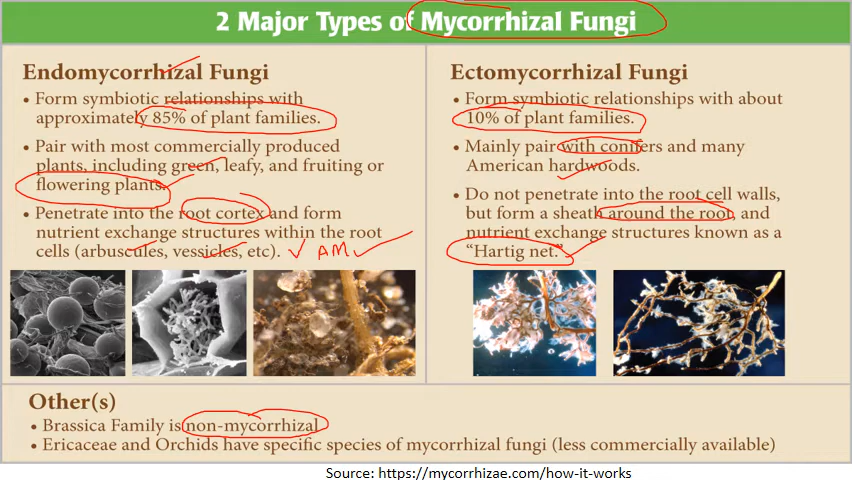 2 Major Types of Mycorrhizal Fungi
Endomycorrhizal Fungi
• Form symbiotic relationships with
approximately 85% of plant families.
• Pair with most commercially produced
plants, including green, leafy, and fruiting or
flowering plants.
• Penetrate into the root cortex and form
nutrient exchange structures within the root
cells (arbuscules, vessicles, etc).
AM
Ectomycorrhizal Fungi
• Form symbiotic relationships with about
10% of plant families.
• Mainly pair with conifers and many
American hardwoods.
• Do not penetrate into the root cell walls,
but form a sheath around the root, and
nutrient exchange structures known as a
“Hartig net.”
Other(s)
• Brassica Family is non-mycorrhizal
• Ericaceae and Orchids have specific species of mycorrhizal fungi (less commercially available)
Source: https://mycorrhizae.com/how-it-works